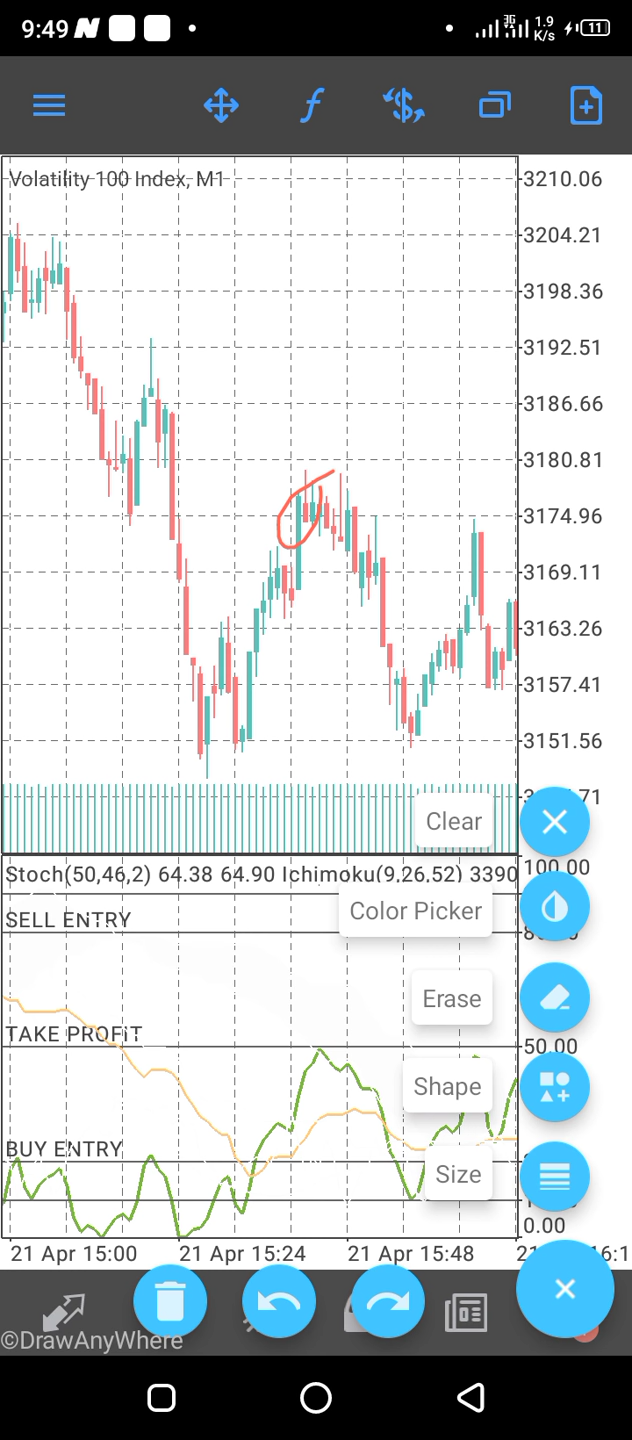 9:49
3G
1.9
K/s
11
Volatility 100 Index, M1
3210.06
3204.21
3198.36
3192.51
3186.66
3180.81
3174.96
3169.11
3163.26
3157.41
3151.56
71
Clear
100.00
Stoch(50,46,2) 64.38 64.90 Ichimoku(9,26,52) 3390
Color Picker
SELL ENTRY
Erase
TAKE PROFIT
50.00
Shape
BUY ENTRY
Size
0.00
21 Apr 15:00
21 Apr 15:24
21 Apr 15:48
©DrawAnyWhere